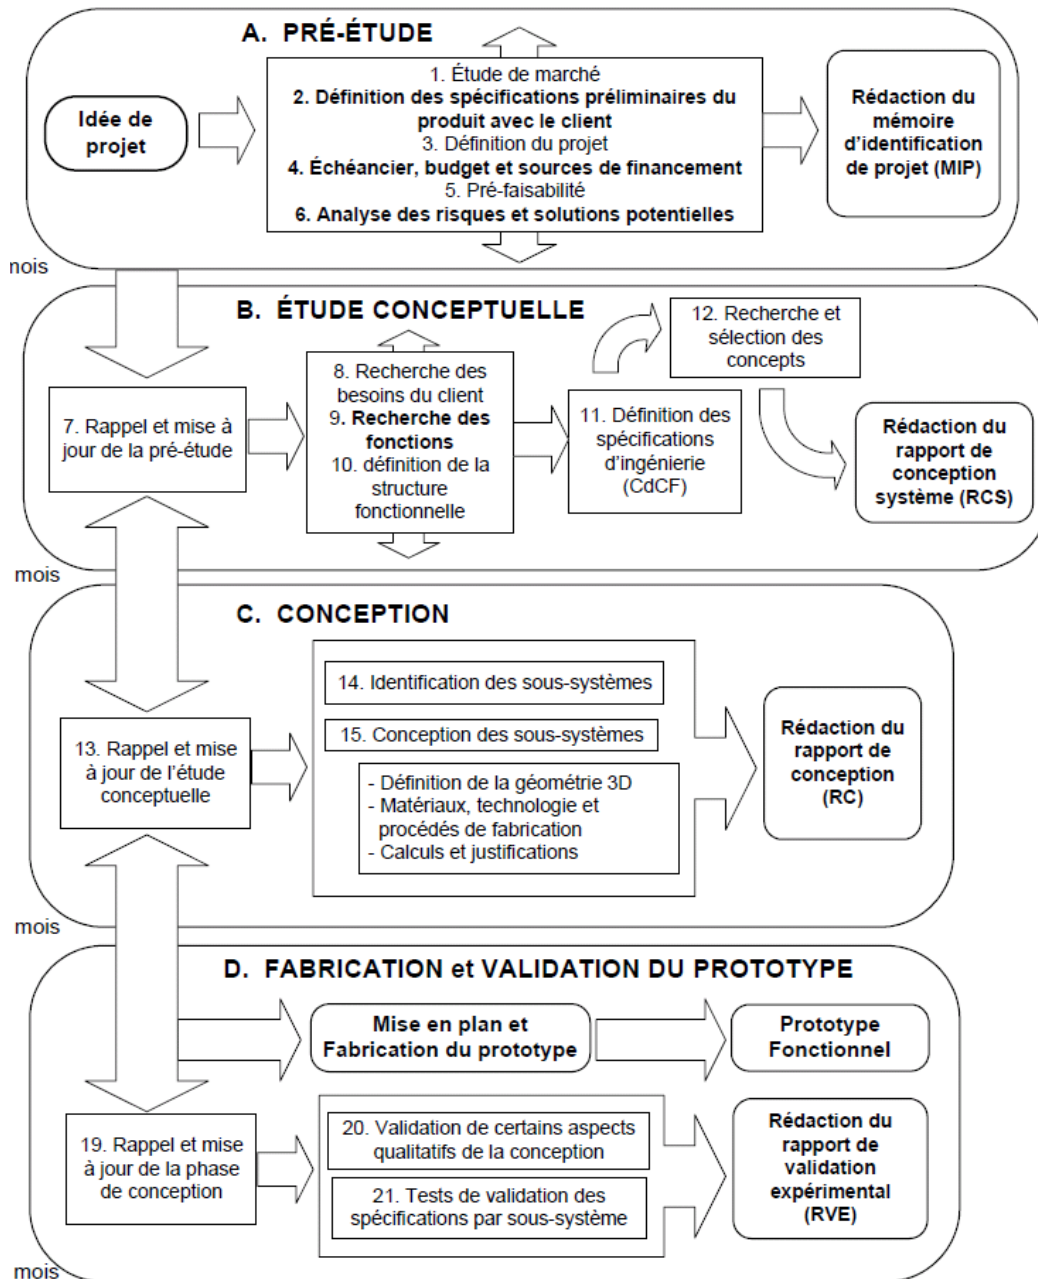 A. PRÉ-ÉTUDE
Idée de
projet
1. Étude de marché
2. Définition des spécifications préliminaires du
produit avec le client
3. Définition du projet
4. Échéancier, budget et sources de financement
5. Pré-faisabilité
6. Analyse des risques et solutions potentielles
Rédaction du
mémoire
d'identification
de projet (MIP)
mois
B. ÉTUDE CONCEPTUELLE
7. Rappel et mise à
jour de la pré-étude
8. Recherche des
besoins du client
9. Recherche des
fonctions
10. définition de la
structure
fonctionnelle
11. Définition des
spécifications
d'ingénierie
(CdCF)
12. Recherche et
sélection des
concepts
Rédaction du
rapport de
conception
système (RCS)
mois
C. CONCEPTION
13. Rappel et mise
à jour de l'étude
conceptuelle
14. Identification des sous-systèmes
15. Conception des sous-systèmes
- Définition de la géométrie 3D
- Matériaux, technologie et
procédés de fabrication
- Calculs et justifications
Rédaction du
rapport de
conception
(RC)
mois
D. FABRICATION et VALIDATION DU PROTOTYPE
Mise en plan et
Fabrication du prototype
Prototype
Fonctionnel
19. Rappel et mise
à jour de la phase
de conception
20. Validation de certains aspects
qualitatifs de la conception
21. Tests de validation des
spécifications par sous-système
Rédaction du
rapport de
validation
expérimental
(RVE)
mois